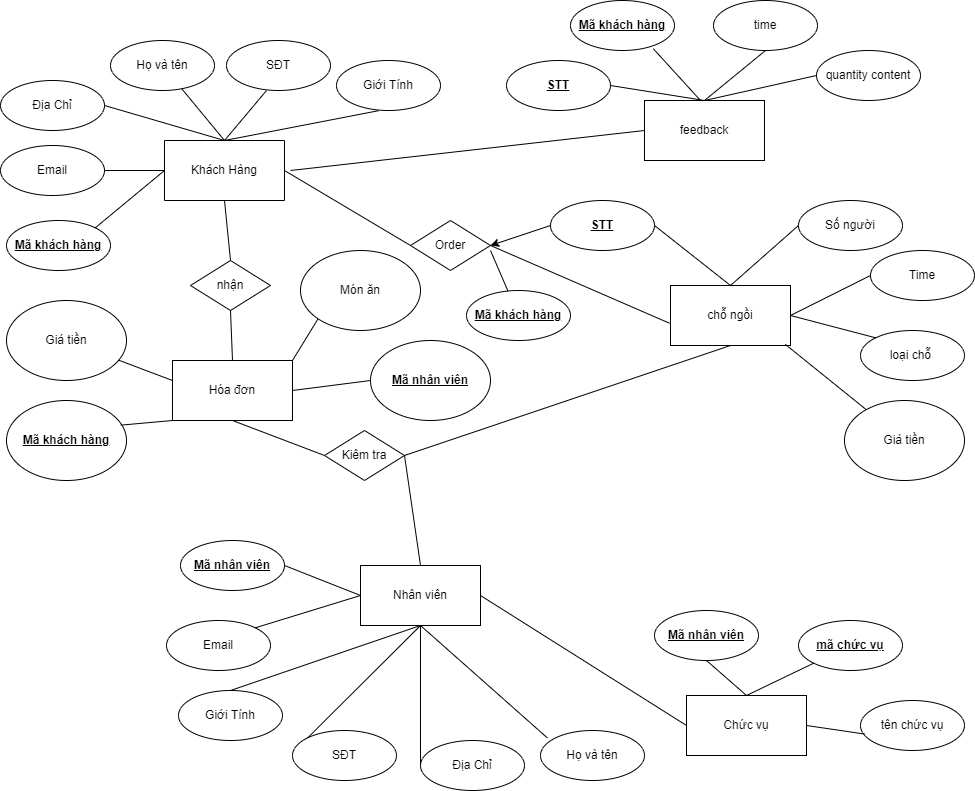 Mã khách hàng
time
Họ và tên
SĐT
Giới Tính
STT
quantity content
Địa Chỉ
feedback
Email
Khách Hàng
Mã khách hàng
Order
STT
Số người
nhận
Món ăn
Time
Mã khách hàng
chỗ ngồi
Giá tiền
loại chỗ
Hóa đơn
Mã nhân viên
Mã khách hàng
Giá tiền
Kiêm tra
Mã nhân viên
Nhân viên
Email
Mã nhân viên
mã chức vụ
Giới Tính
Chức vụ
tên chức vụ
SĐT
Địa Chỉ
Họ và tên